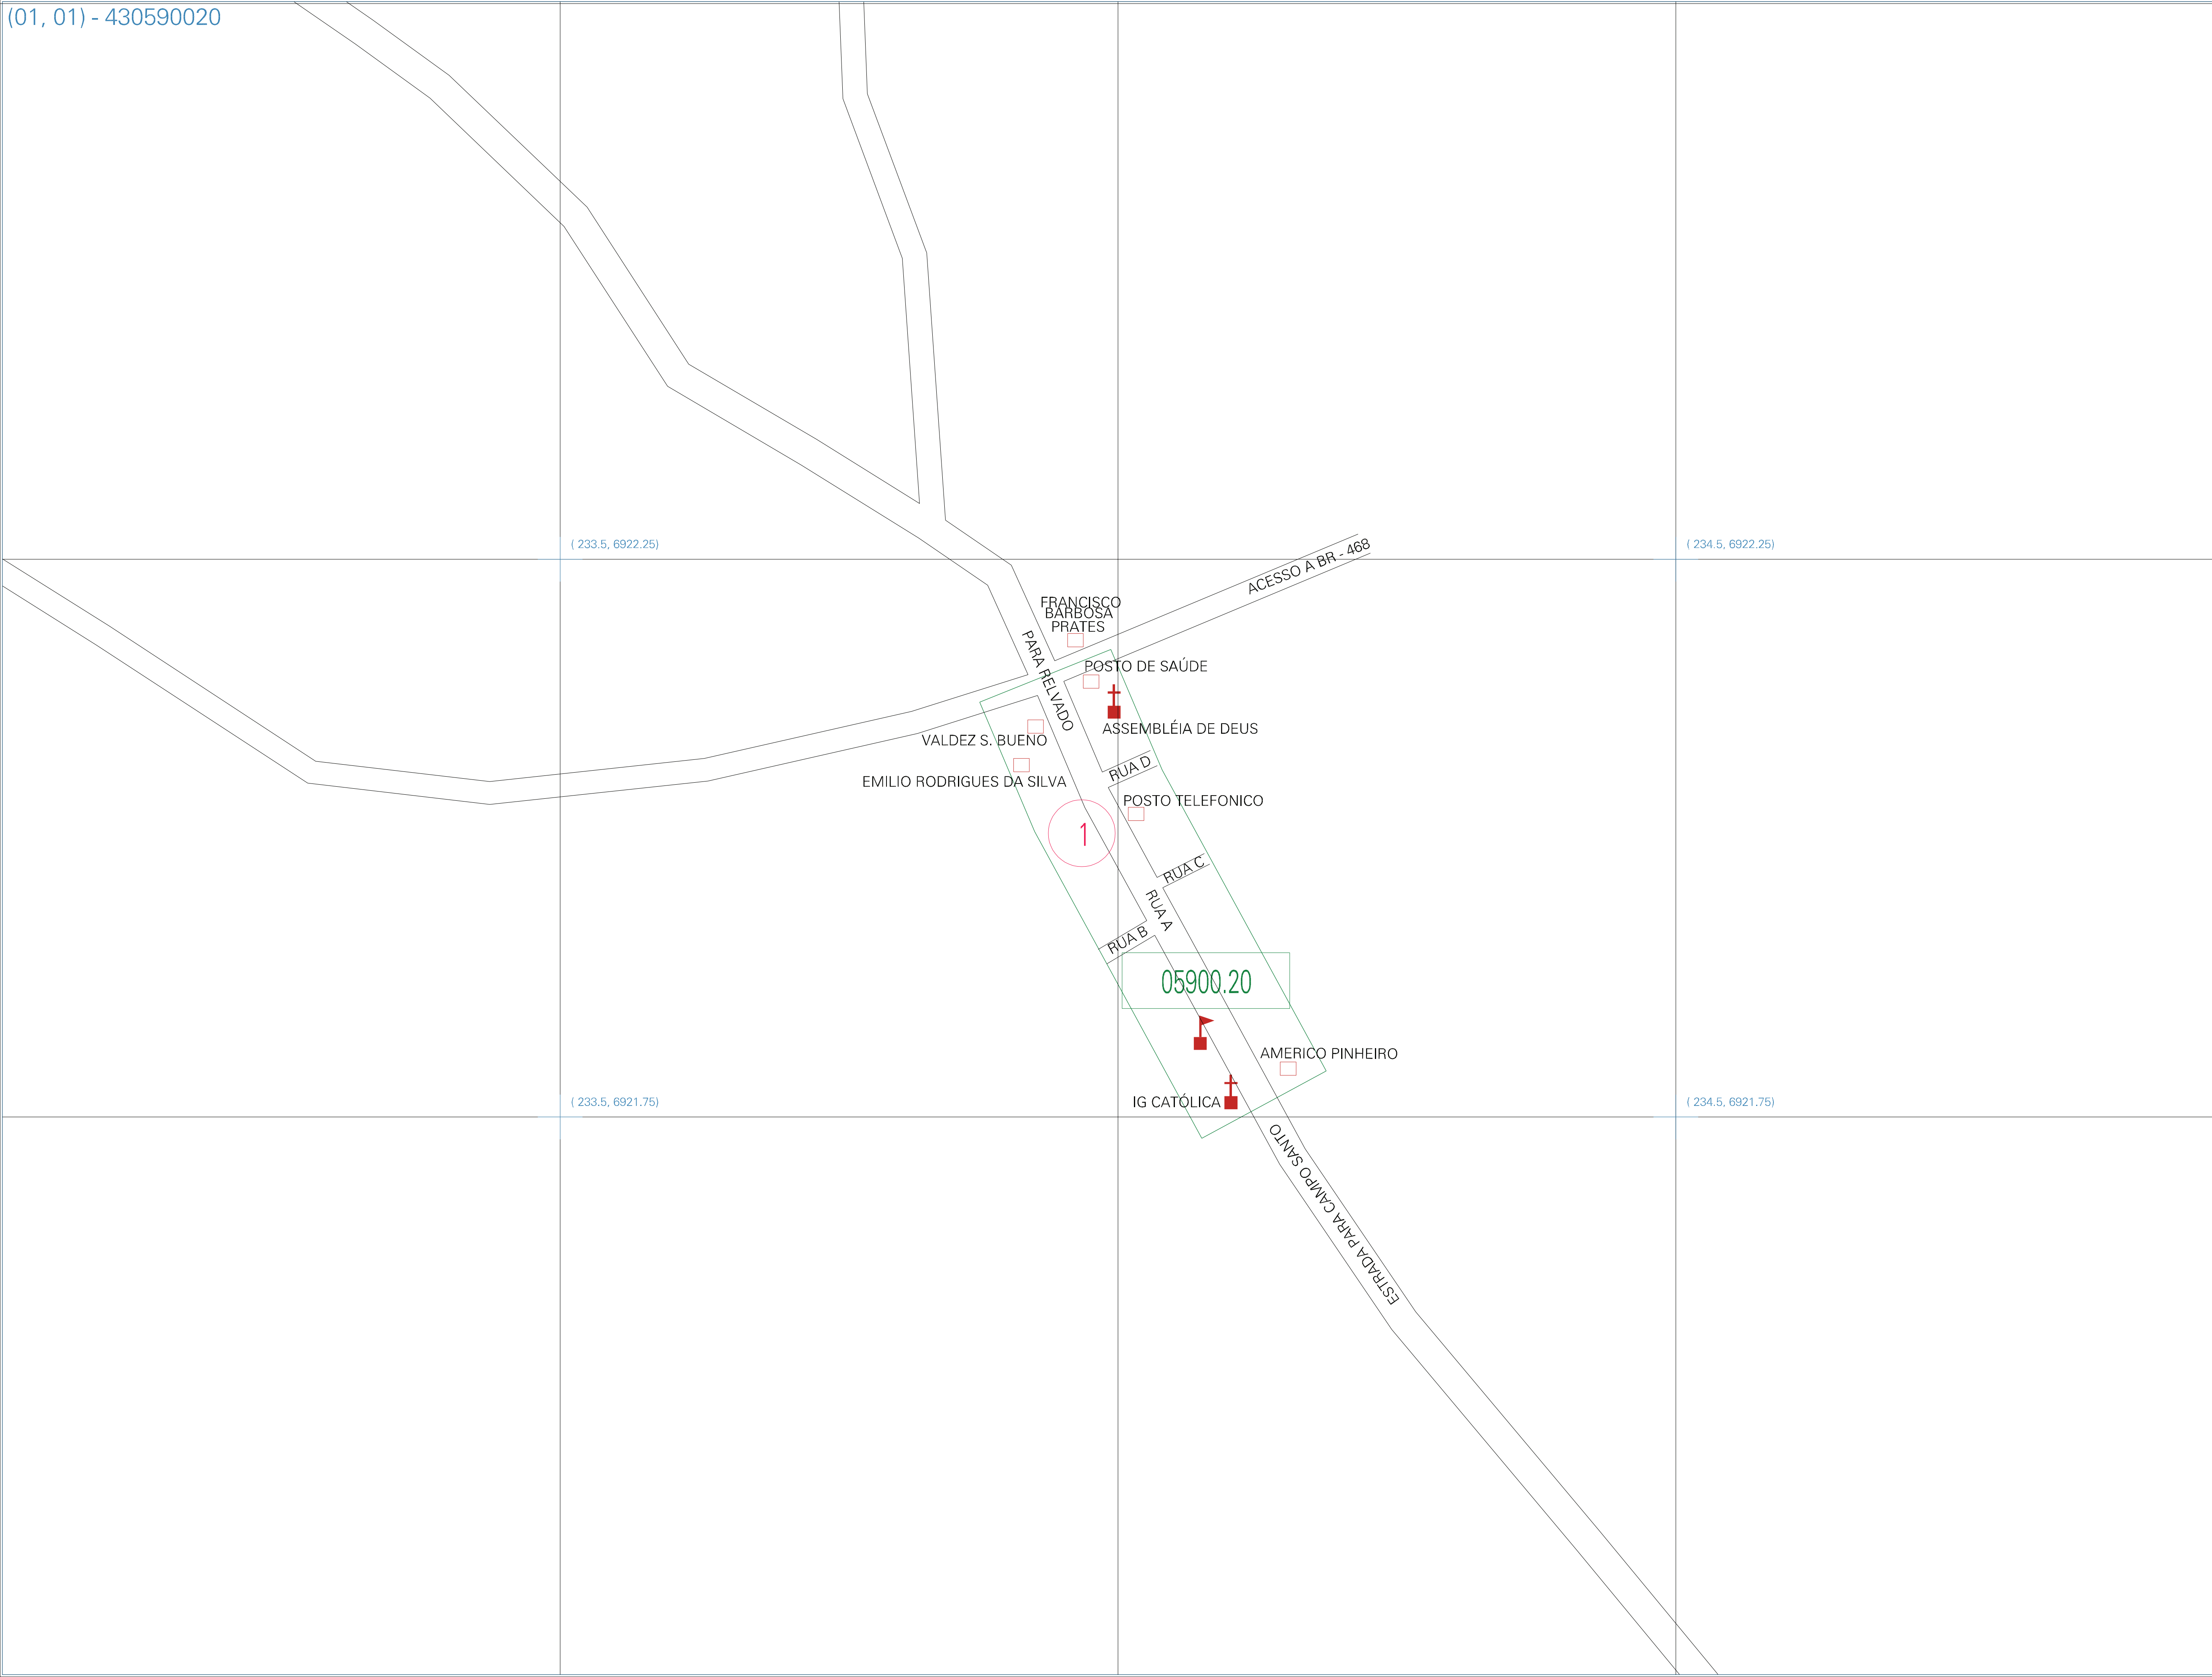 (01, 01) - 430590020
( 233.5, 6922.25)
( 234.5, 6922.25)
ACESSO A BR - 468
FRANCISCO
BARBOSA
PRATES
PARA RELVADO
POSTO DE SAÚDE
ASSEMBLÉIA DE DEUS
VALDEZ S. BUENO
RUA D
EMILIO RODRIGUES DA SILVA
POSTO TELEFONICO
1
RUA C
RUA A
RUA B
05900.20
AMERICO PINHEIRO
IG CATÓLICA
( 233.5, 6921.75)
( 234.5, 6921.75)
ESTRADA PARA CAMPO SANTO